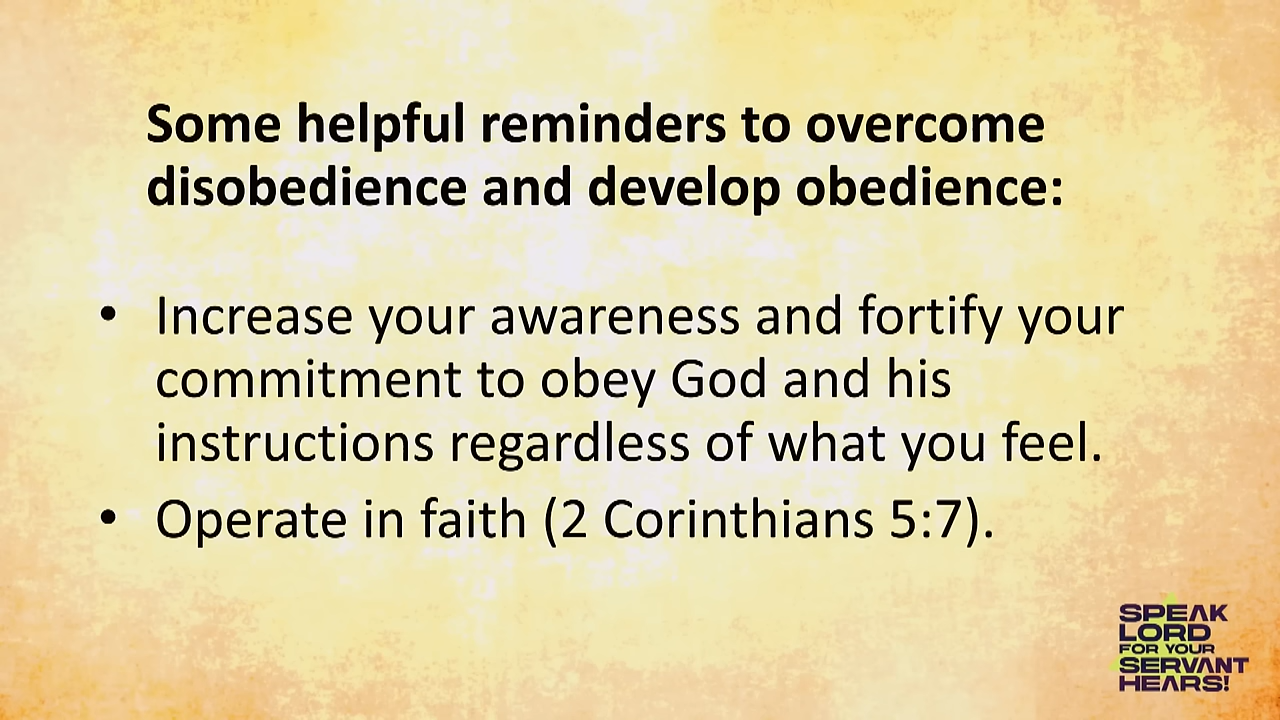 Some helpful reminders to overcome
disobedience and develop obedience:
• Increase your awareness and fortify your
commitment to obey God and his
instructions regardless of what you feel.
• Operate in faith (2 Corinthians 5:7).
SPEAK
LORD
FOR YOUR
SERVANT
HEARS!